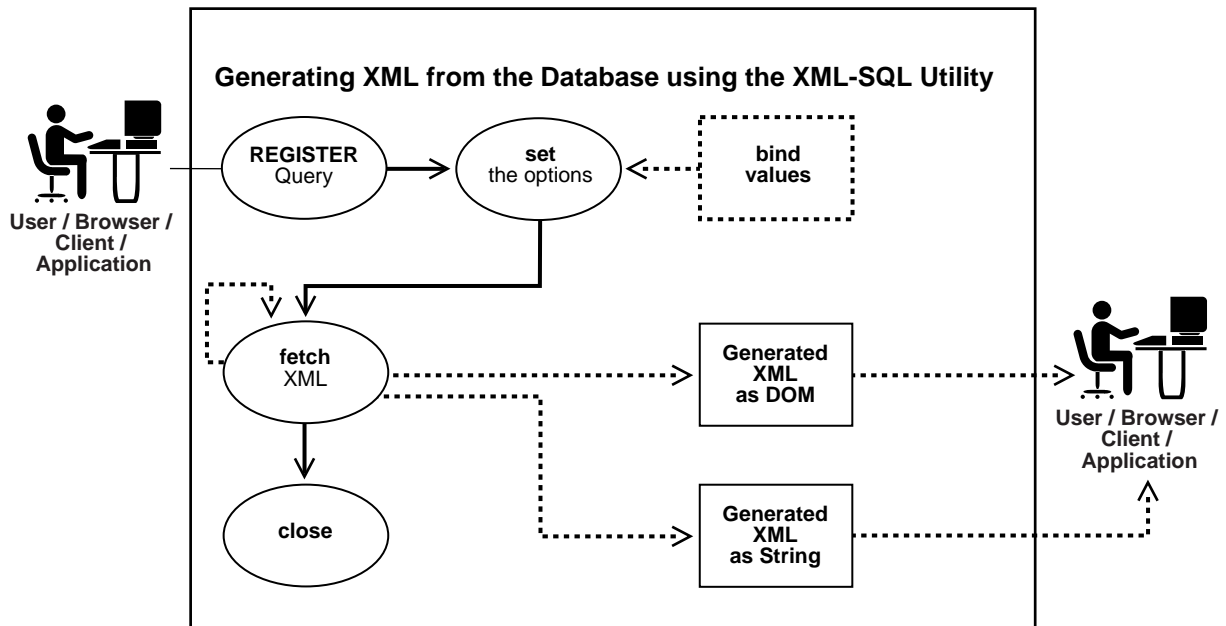 Generating XML from the Database using the XML-SQL Utility
User / Browser /
Client /
Application
REGISTER
Query
set
the options
bind
values
fetch
XML
Generated
XML
as DOM
User / Browser /
Client /
Application
close
Generated
XML
as String